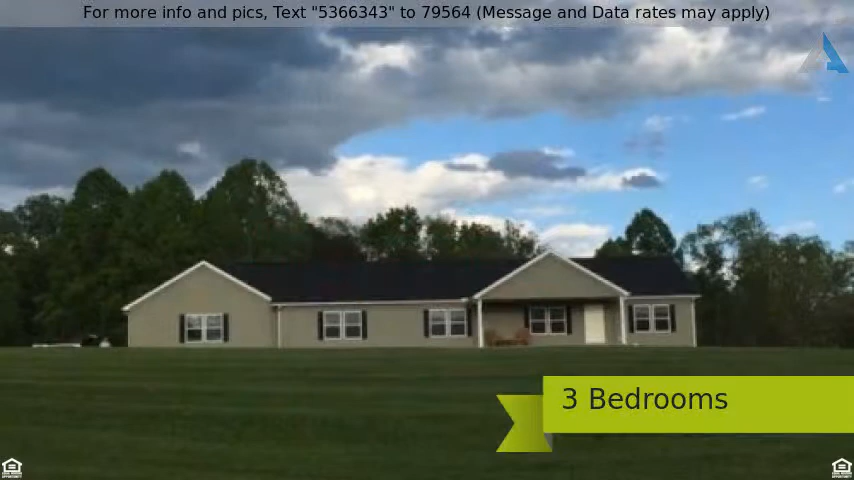 For more info and pics, Text "5366343" to 79564 (Message and Data rates may apply)
3 Bedrooms